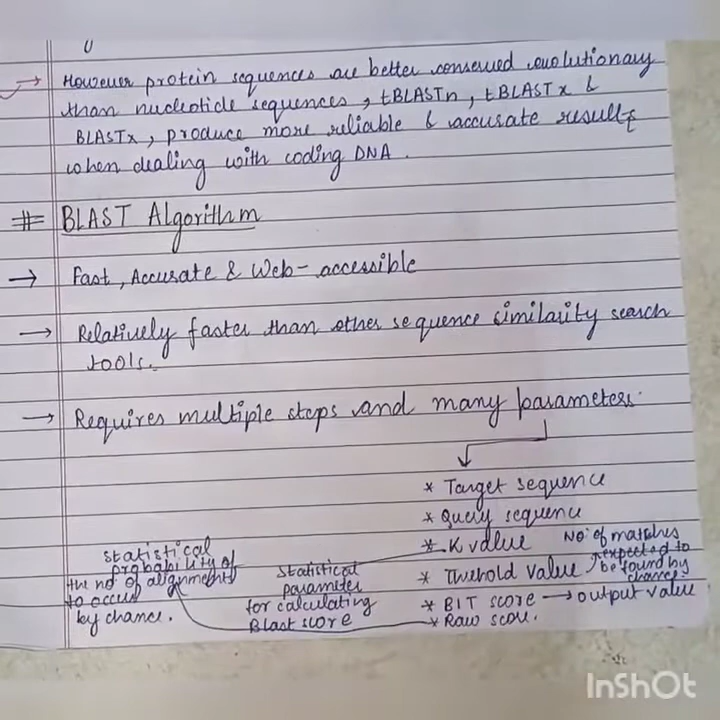 → However protein sequences are better conserved evolutionary
than nucleotide sequences, tBLASTn, tBLASTx &
BLASTx, produce more reliable & accurate results
when dealing with coding DNA.
# BLAST Algorithm
→ Fast, Accurate & Web-accessible
→ Relatively faster than other sequence similarity search
tools.
→ Requires multiple steps and many parameters.
* Target sequence
* Query sequence
* K value
* Threhold value
No. of matches
expected to
be found by
chance.
* BIT score → output value
* Raw score.
Statistical
parameter
for calculating
Blast score
statistical
probability of
the no of alignments
to occur
by chance.
InShOt